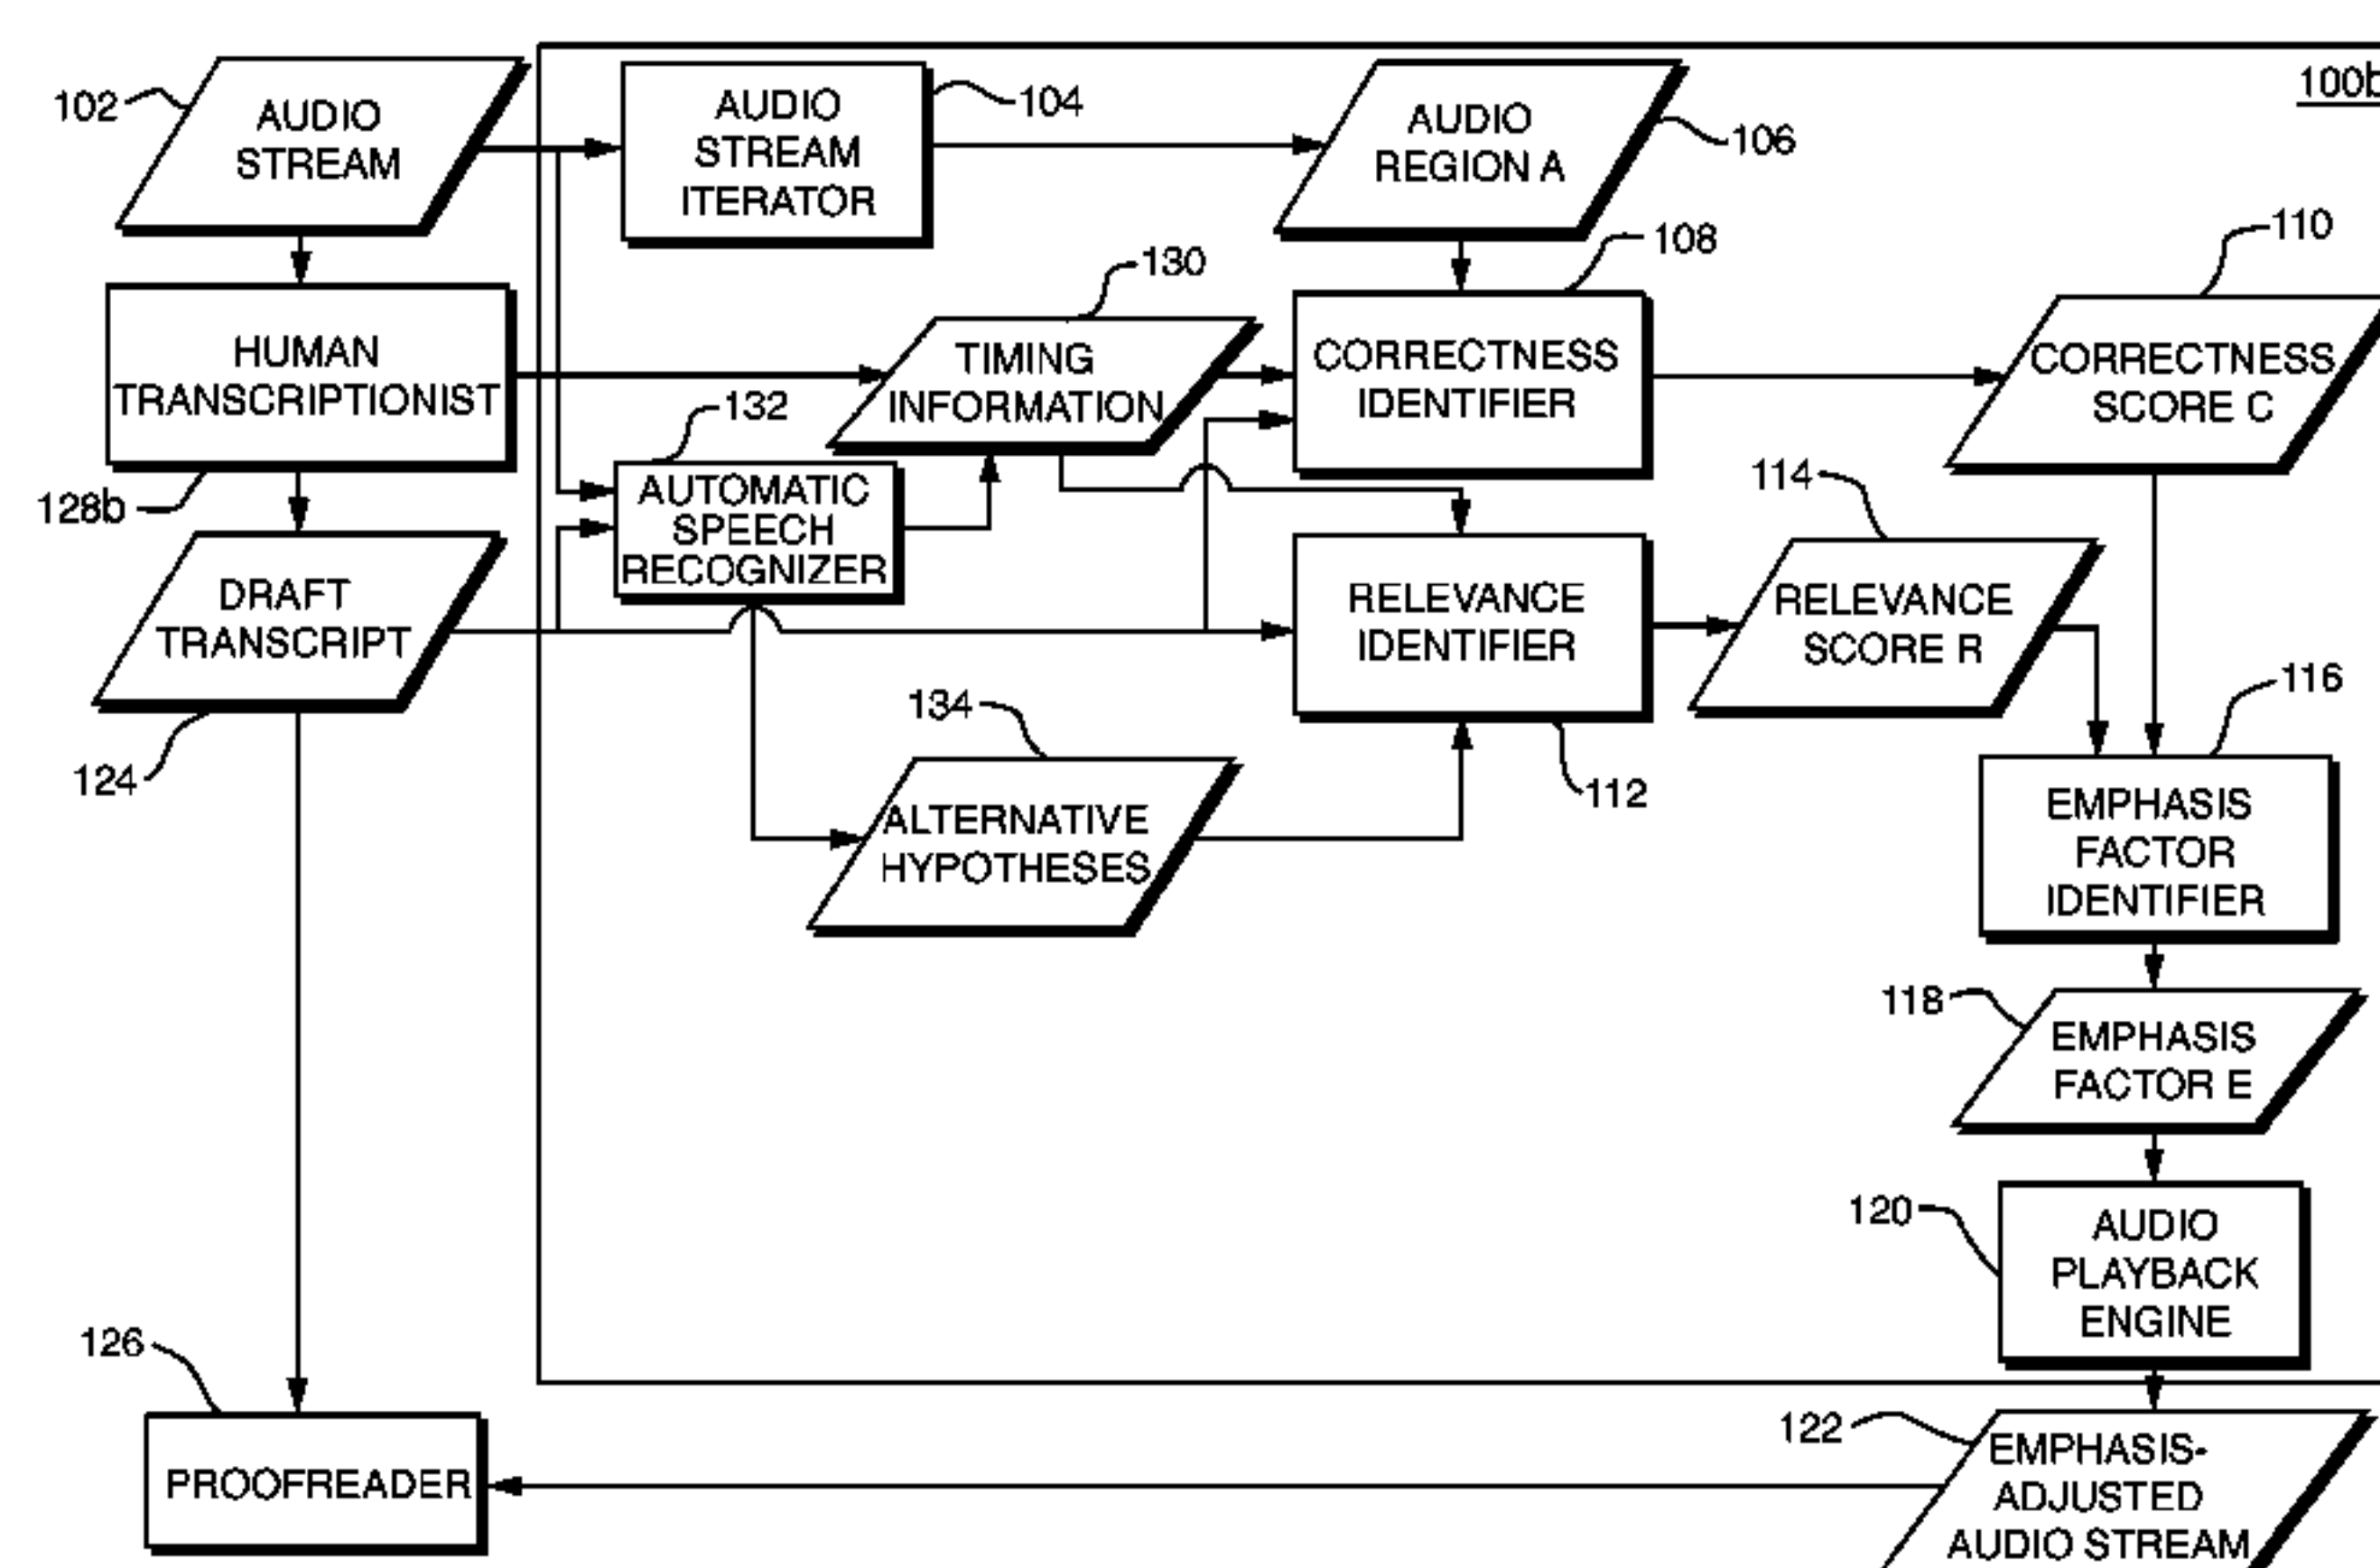 100b
102
AUDIO
STREAM
AUDIO
STREAM
ITERATOR
104
AUDIO
REGION A
106
HUMAN
TRANSCRIPTIONIST
128b
130
TIMING
INFORMATION
108
CORRECTNESS
IDENTIFIER
110
CORRECTNESS
SCORE C
132
AUTOMATIC
SPEECH
RECOGNIZER
114
RELEVANCE
SCORE R
DRAFT
TRANSCRIPT
124
RELEVANCE
IDENTIFIER
112
134
ALTERNATIVE
HYPOTHESES
116
EMPHASIS
FACTOR
IDENTIFIER
118
EMPHASIS
FACTOR E
120
AUDIO
PLAYBACK
ENGINE
126
PROOFREADER
122
EMPHASIS-
ADJUSTED
AUDIO STREAM